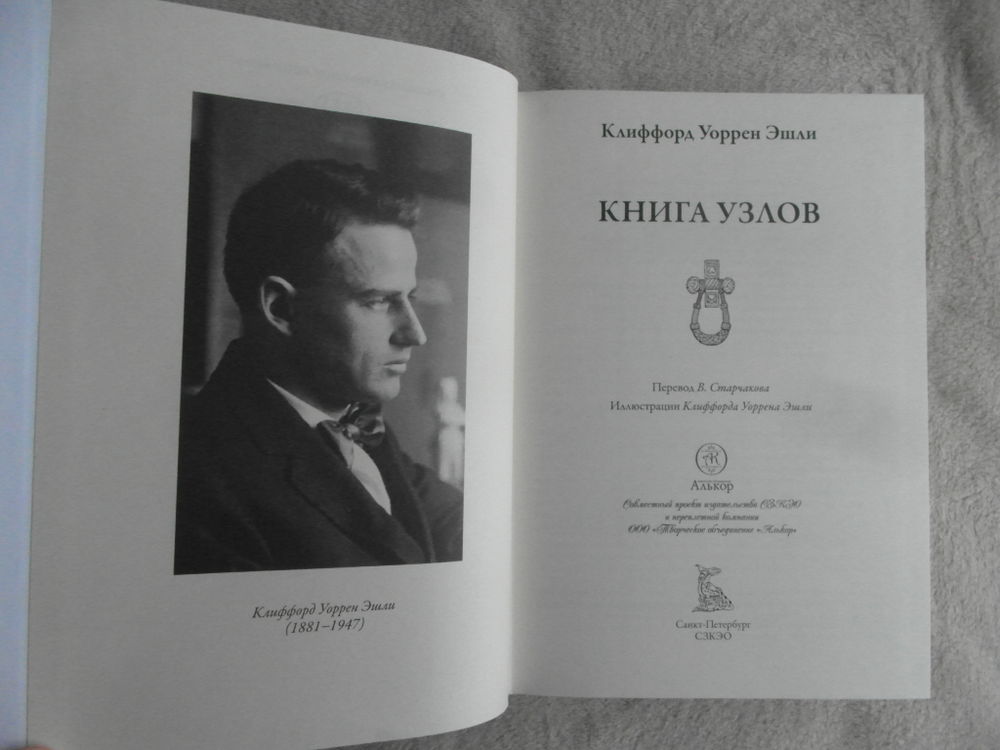 Клиффорд Уоррен Эшли
(1881–1947)
Клиффорд Уоррен Эшли
КНИГА УЗЛОВ
Перевод В. Старчакова
Иллюстрации Клиффорда Уоррена Эшли
АК
Алькор
Совместный проект издательства СЗКЭО
и переплетной компании
ООО «Творческое объединение «Алькор»
Санкт-Петербург
СЗКЭО